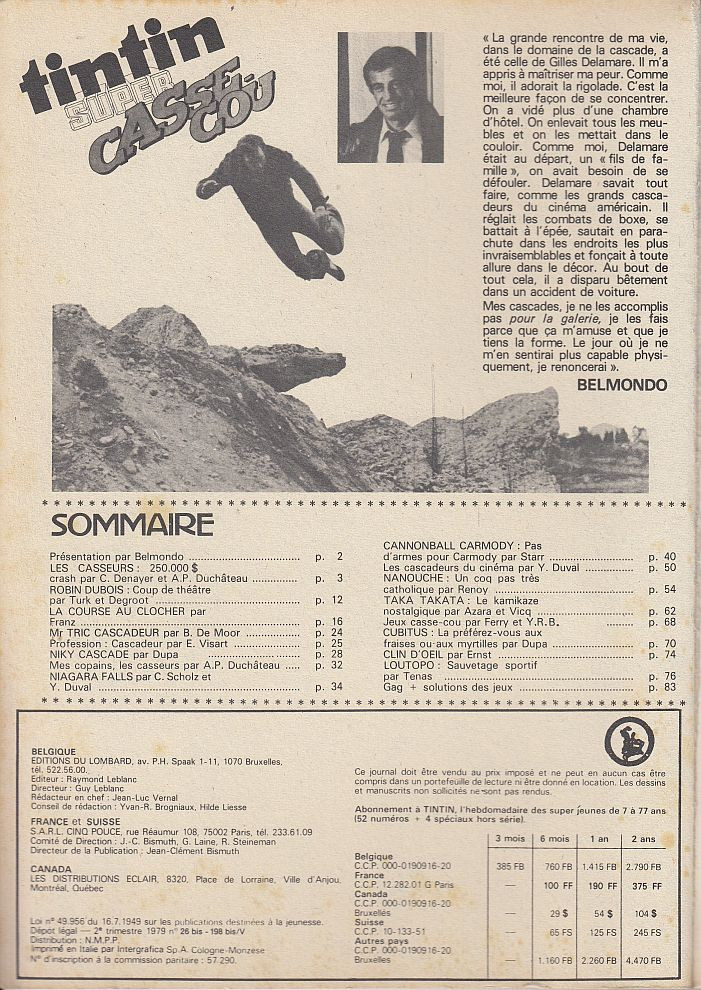 tintin
SUPER
CASSE-
COU
« La grande rencontre de ma vie,
dans le domaine de la cascade, a
été celle de Gilles Delamare. Il m'a
appris à maîtriser ma peur. Comme
moi, il adorait la rigolade. C'est la
meilleure façon de se concentrer.
On a vidé plus d'une chambre
d'hôtel. On enlevait tous les meu-
bles et on les mettait dans le
couloir. Comme moi, Delamare
était au départ, un « fils de fa-
mille », on avait besoin de se
défouler. Delamare savait tout
faire, comme les grands casca-
deurs du cinéma américain. Il
réglait les combats de boxe, se
battait à l'épée, sautait en para-
chute dans les endroits les plus
invraisemblables et fonçait à toute
allure dans le décor. Au bout de
tout cela, il a disparu bêtement
dans un accident de voiture.
Mes cascades, je ne les accomplis
pas pour la galerie, je les fais
parce que ça m'amuse et que je
tiens la forme. Le jour où je ne
m'en sentirai plus capable physi-
quement, je renoncerai ».
BELMONDO
SOMMAIRE
Présentation par Belmondo ........ p. 2
LES CASSEURS : 250.000 $
crash par C. Denayer et A.P. Duchâteau ........ p. 3
ROBIN DUBOIS : Coup de théâtre
par Turk et Degroot ........ p. 12
LA COURSE AU CLOCHER par
Franz ........ p. 16
Mr TRIC CASCADEUR par B. De Moor ........ p. 24
Profession : Cascadeur par E. Visart ........ p. 25
NIKY CASCADE par Dupa ........ p. 28
Mes copains, les casseurs par A.P. Duchâteau ..... p. 32
NIAGARA FALLS par C. Scholz et
Y. Duval ........ p. 34
CANNONBALL CARMODY : Pas
d'armes pour Carmody par Starr ........ p. 40
Les cascadeurs du cinéma par Y. Duval ........ p. 50
NANOUCHE : Un coq pas très
catholique par Renoy ........ p. 54
TAKA TAKATA : Le kamikaze
nostalgique par Azara et Vicq ........ p. 62
Jeux casse-cou par Ferry et Y.R.B. ........ p. 68
CUBITUS : La préférez-vous aux
fraises ou aux myrtilles par Dupa ........ p. 70
CLIN D'OEIL par Ernst ........ p. 74
LOUTOPO : Sauvetage sportif
par Tenas ........ p. 76
Gag + solutions des jeux ........ p. 83
BELGIQUE
EDITIONS DU LOMBARD, av. P.H. Spaak 1-11, 1070 Bruxelles,
tél. 522.56.00.
Editeur : Raymond Leblanc
Directeur : Guy Leblanc
Rédacteur en chef : Jean-Luc Vernal
Conseil de rédaction : Yvan-R. Brogniaux, Hilde Liesse
FRANCE et SUISSE
S.A.R.L. CINQ POUCE, rue Réaumur 108, 75002 Paris, tél. 233.61.09
Comité de Direction : J.-C. Bismuth, G. Laine, R. Steineman
Directeur de la Publication : Jean-Clément Bismuth
CANADA
LES DISTRIBUTIONS ECLAIR, 8320, Place de Lorraine, Ville d'Anjou,
Montréal, Québec
Loi n° 49.956 du 16.7.1949 sur les publications destinées à la jeunesse.
Dépôt légal — 2e trimestre 1979 n° 26 bis - 198 bis/V
Distribution : N.M.P.P.
Imprimé en Italie par Intergrafica Sp.A. Cologne-Monzese
N° d'inscription à la commission paritaire : 57.290.
Ce journal doit être vendu au prix imposé et ne peut en aucun cas être
compris dans un portefeuille de lecture ni être donné en location. Les dessins
et manuscrits non sollicités ne sont pas rendus.
Abonnement à TINTIN, l'hebdomadaire des super jeunes de 7 à 77 ans
(52 numéros + 4 spéciaux hors série).
3 mois 6 mois 1 an 2 ans
Belgique
C.C.P. 000-0190916-20 385 FB 760 FB 1.415 FB 2.790 FB
France
C.C.P. 12.282.01 G Paris — 100 FF 190 FF 375 FF
Canada
C.C.P. 000-0190916-20
Bruxelles — 29 $ 54 $ 104 $
Suisse
C.C.P. 10-133-51 — 65 FS 125 FS 245 FS
Autres pays
C.C.P. 000-0190916-20
Bruxelles — 1.160 FB 2.260 FB 4.470 FB